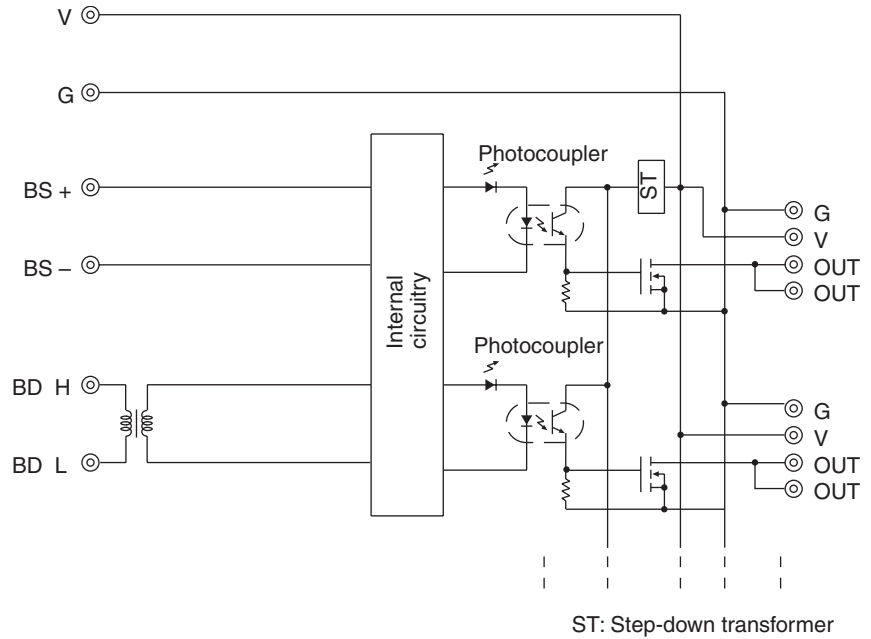 V
G
Photocoupler
BS +
ST
G
V
BS –
OUT
OUT
Internal
circuitry
Photocoupler
BD H
G
V
BD L
OUT
OUT
ST: Step-down transformer